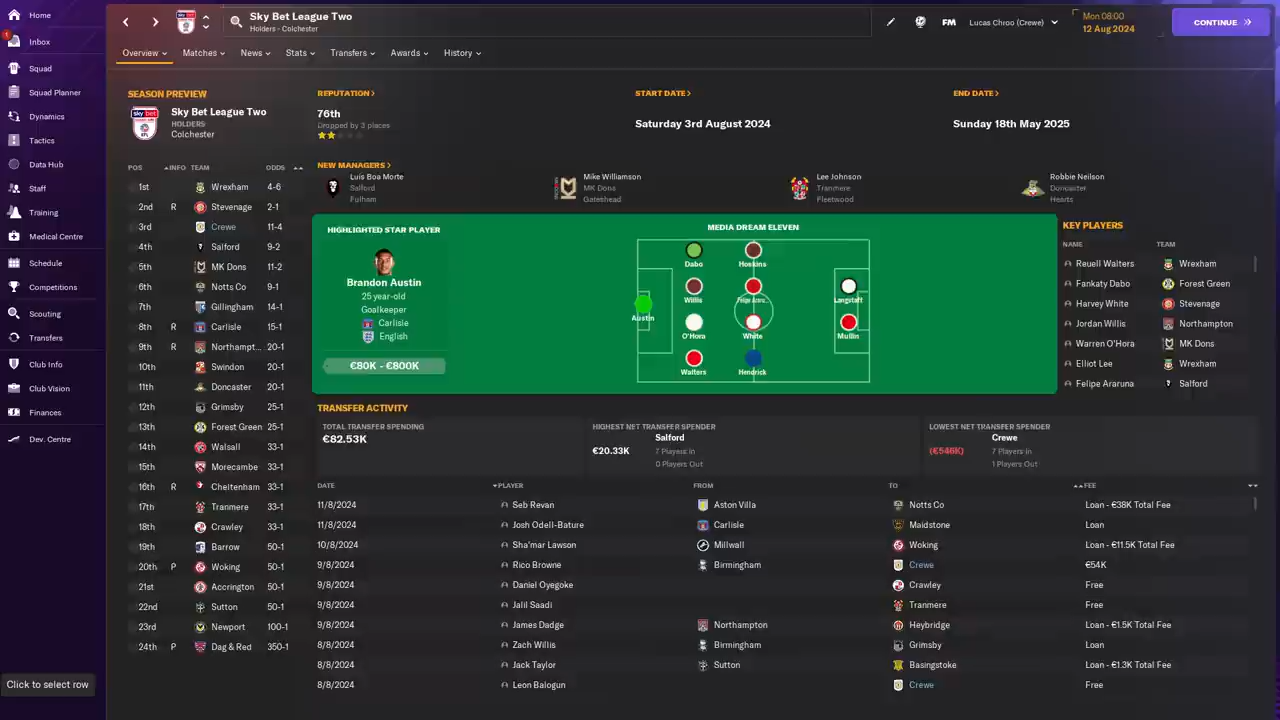 Home
1
Inbox
Squad
Squad Planner
Dynamics
Tactics
Data Hub
Staff
Training
Medical Centre
Schedule
Competitions
Scouting
Transfers
Club Info
Club Vision
Finances
Dev. Centre
Click to select row
Sky Bet League Two
Holders - Colchester
FM
Lucas Chroo (Crewe)
Mon 08:00
12 Aug 2024
CONTINUE
Overview Matches News Stats Transfers Awards History
SEASON PREVIEW
Sky Bet League Two
HOLDERS
Colchester
REPUTATION
76th
Dropped by 3 places
START DATE
Saturday 3rd August 2024
END DATE
Sunday 18th May 2025
NEW MANAGERS
Luís Boa Morte
Salford
Fulham
Mike Williamson
MK Dons
Gateshead
Lee Johnson
Tranmere
Fleetwood
Robbie Neilson
Doncaster
Hearts
POS INFO TEAM ODDS
1st Wrexham 4-6
2nd R Stevenage 2-1
3rd Crewe 11-4
4th Salford 9-2
5th MK Dons 11-2
6th Notts Co 9-1
7th Gillingham 14-1
8th R Carlisle 15-1
9th R Northampt... 20-1
10th Swindon 20-1
11th Doncaster 20-1
12th Grimsby 25-1
13th Forest Green 25-1
14th Walsall 33-1
15th Morecambe 33-1
16th R Cheltenham 33-1
17th Tranmere 33-1
18th Crawley 33-1
19th Barrow 50-1
20th P Woking 50-1
21st Accrington 50-1
22nd Sutton 50-1
23rd Newport 100-1
24th P Dag & Red 350-1
HIGHLIGHTED STAR PLAYER
Brandon Austin
25 year-old
Goalkeeper
Carlisle
English
€80K - €800K
MEDIA DREAM ELEVEN
Dabo
Hoskins
Willis
Felipe Araru...
Langstaff
Austin
O'Hora
White
Mullin
Walters
Hendrick
KEY PLAYERS
NAME TEAM
Reuell Walters Wrexham
Fankaty Dabo Forest Green
Harvey White Stevenage
Jordan Willis Northampton
Warren O'Hora MK Dons
Elliot Lee Wrexham
Felipe Araruna Salford
TRANSFER ACTIVITY
TOTAL TRANSFER SPENDING
€82.53K
HIGHEST NET TRANSFER SPENDER
€20.33K
Salford
7 Players in
0 Players Out
LOWEST NET TRANSFER SPENDER
(€546K)
Crewe
7 Players in
1 Players Out
DATE PLAYER FROM TO FEE
11/8/2024 Seb Revan Aston Villa Notts Co Loan - €38K Total Fee
11/8/2024 Josh Odell-Bature Carlisle Maidstone Loan
10/8/2024 Sha'mar Lawson Millwall Woking Loan - €11.5K Total Fee
9/8/2024 Rico Browne Birmingham Crewe €54K
9/8/2024 Daniel Oyegoke Crawley Free
9/8/2024 Jalil Saadi Tranmere Free
9/8/2024 James Dadge Northampton Heybridge Loan - €1.5K Total Fee
8/8/2024 Zach Willis Birmingham Grimsby Loan
8/8/2024 Jack Taylor Sutton Basingstoke Loan - €1.3K Total Fee
8/8/2024 Leon Balogun Crewe Free